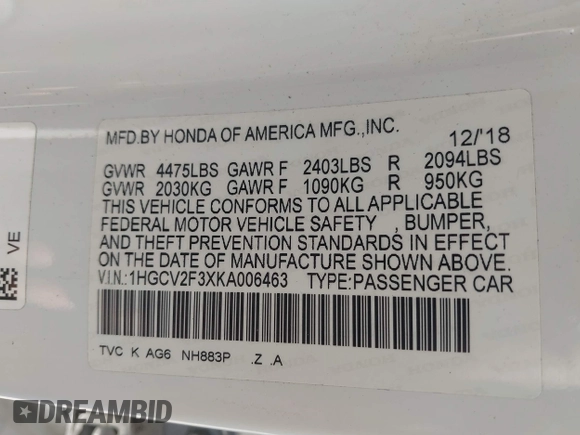 MFD.BY HONDA OF AMERICA MFG.,INC. 12/'18
GVWR 4475LBS GAWR F 2403LBS R 2094LBS
GVWR 2030KG GAWR F 1090KG R 950KG
THIS VEHICLE CONFORMS TO ALL APPLICABLE
FEDERAL MOTOR VEHICLE SAFETY , BUMPER,
AND THEFT PREVENTION STANDARDS IN EFFECT
ON THE DATE OF MANUFACTURE SHOWN ABOVE.
V.I.N.:1HGCV2F3XKA006463 TYPE:PASSENGER CAR
TVC K AG6 NH883P .Z .A
VE
DREAMBID